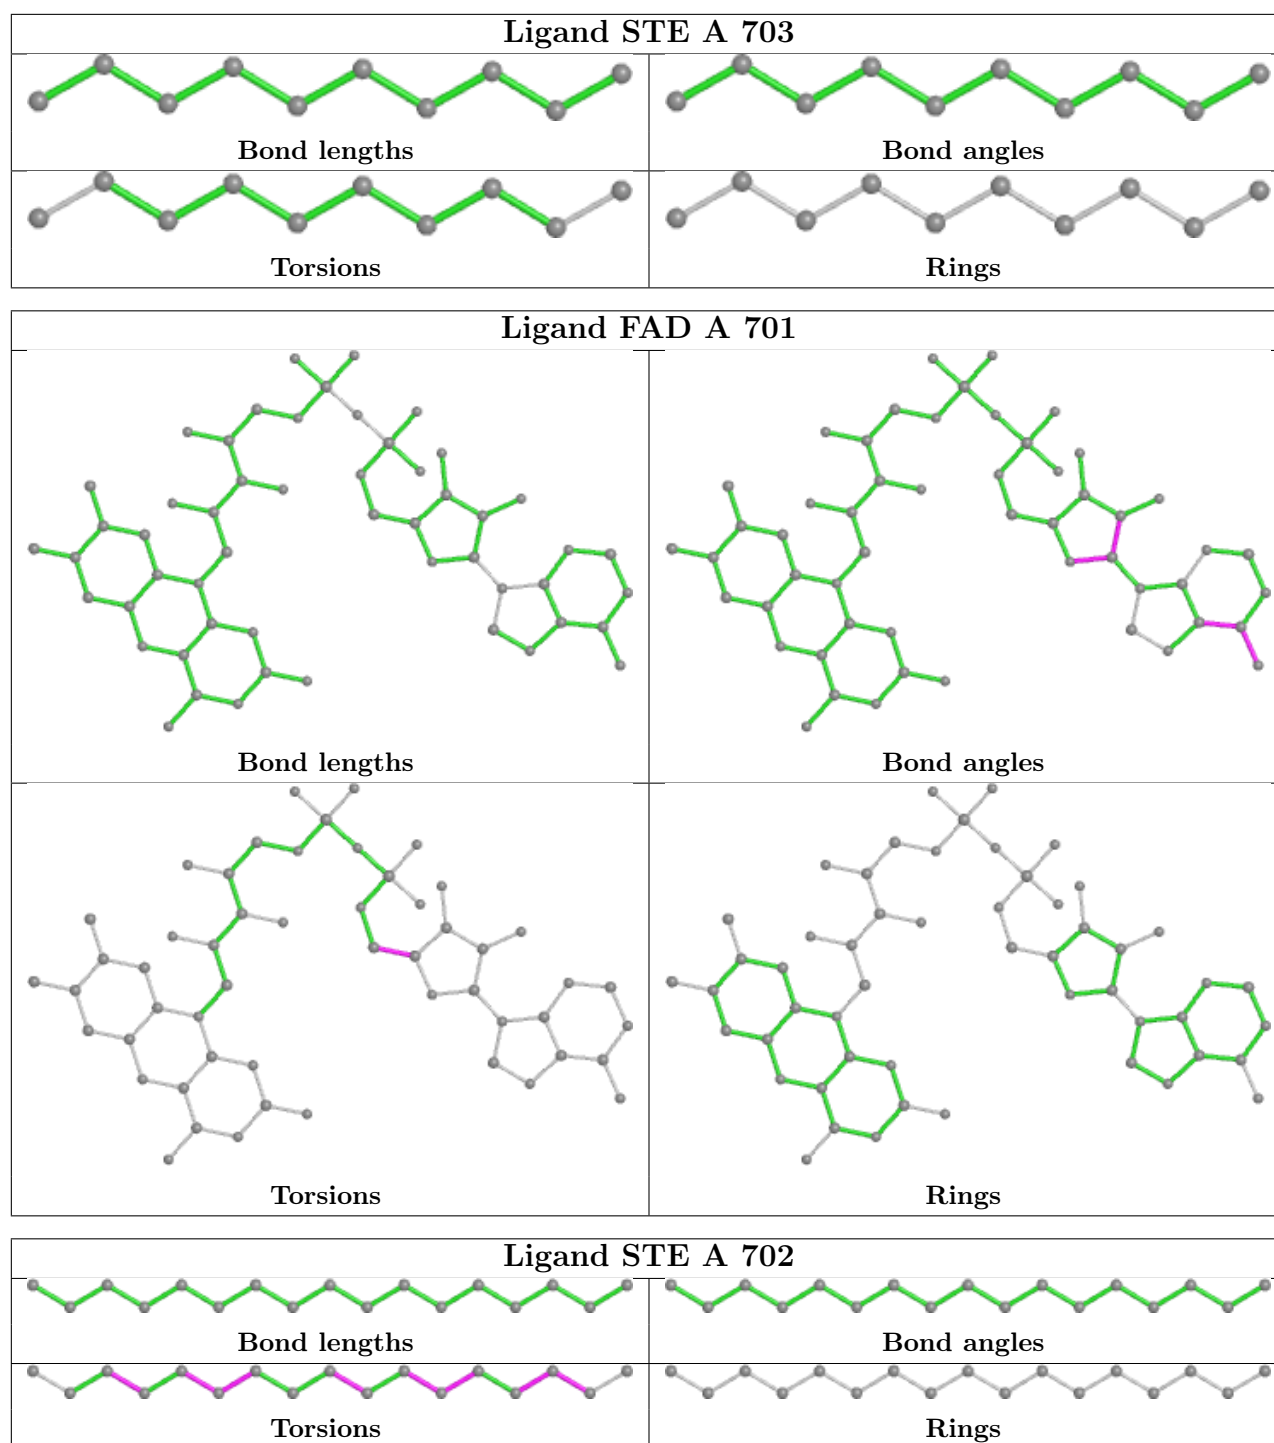 Ligand STE A 703
Bond lengths
Bond angles
Torsions
Rings
Ligand FAD A 701
Bond lengths
Bond angles
Torsions
Rings
Ligand STE A 702
Bond lengths
Bond angles
Torsions
Rings